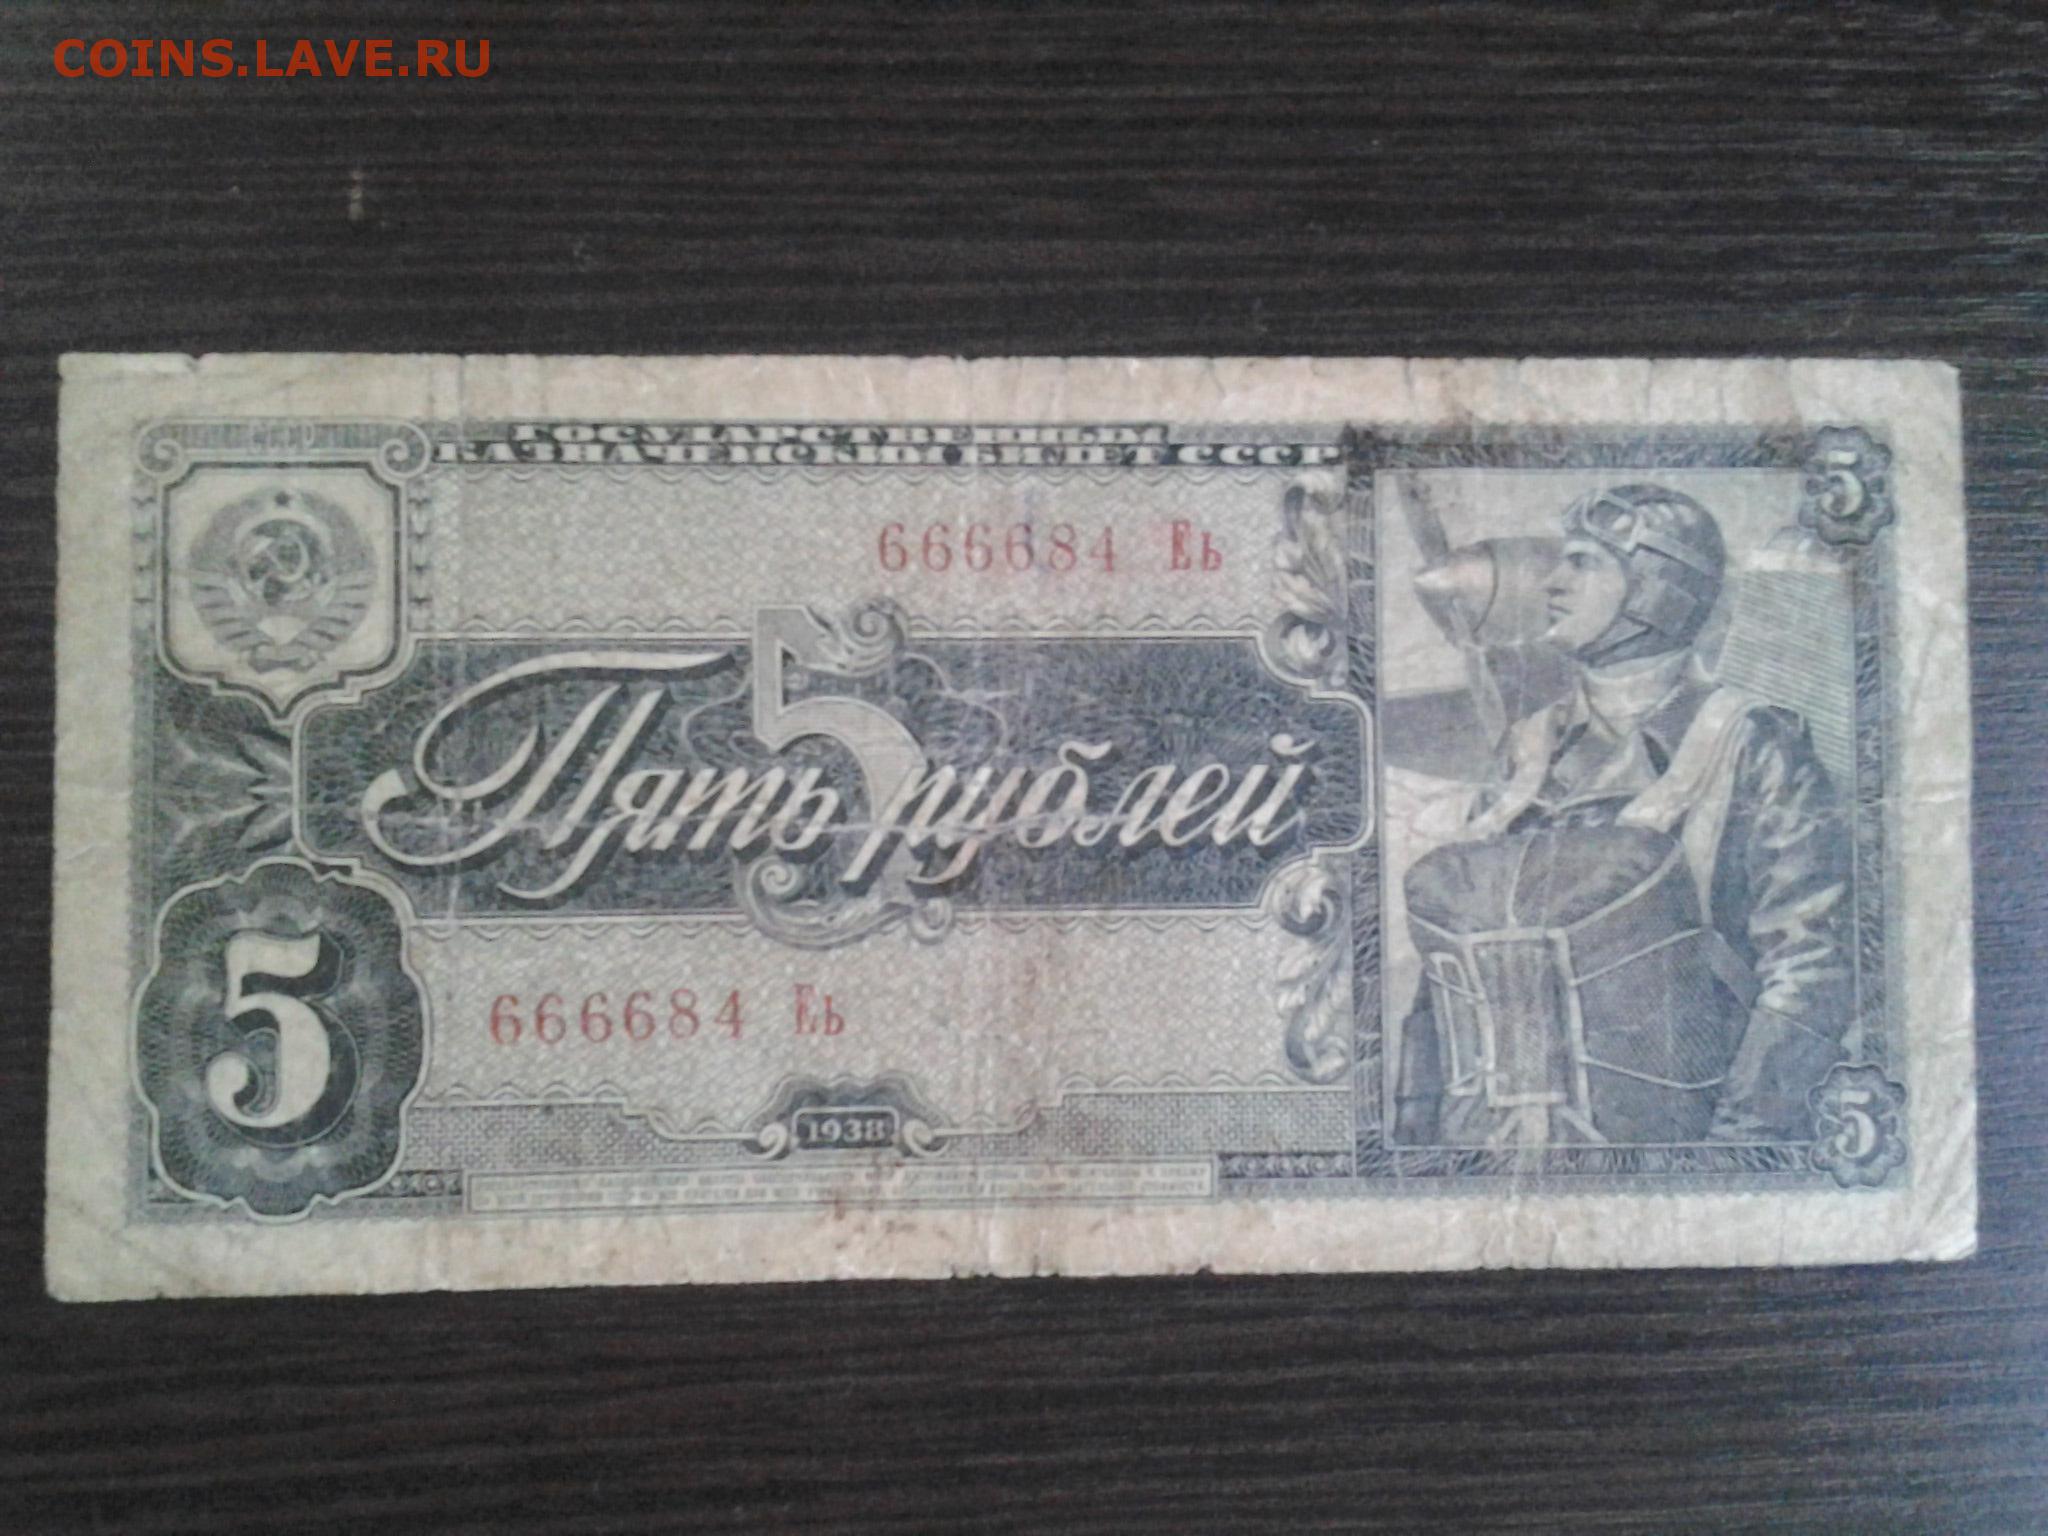 COINS.LAVE.RU
СССР
ГОСУДАРСТВЕННЫЙ
КАЗНАЧЕЙСКИЙ БИЛЕТ СССР
5
666684 Еь
5
Пять рублей
5
666684 Еь
1938
5